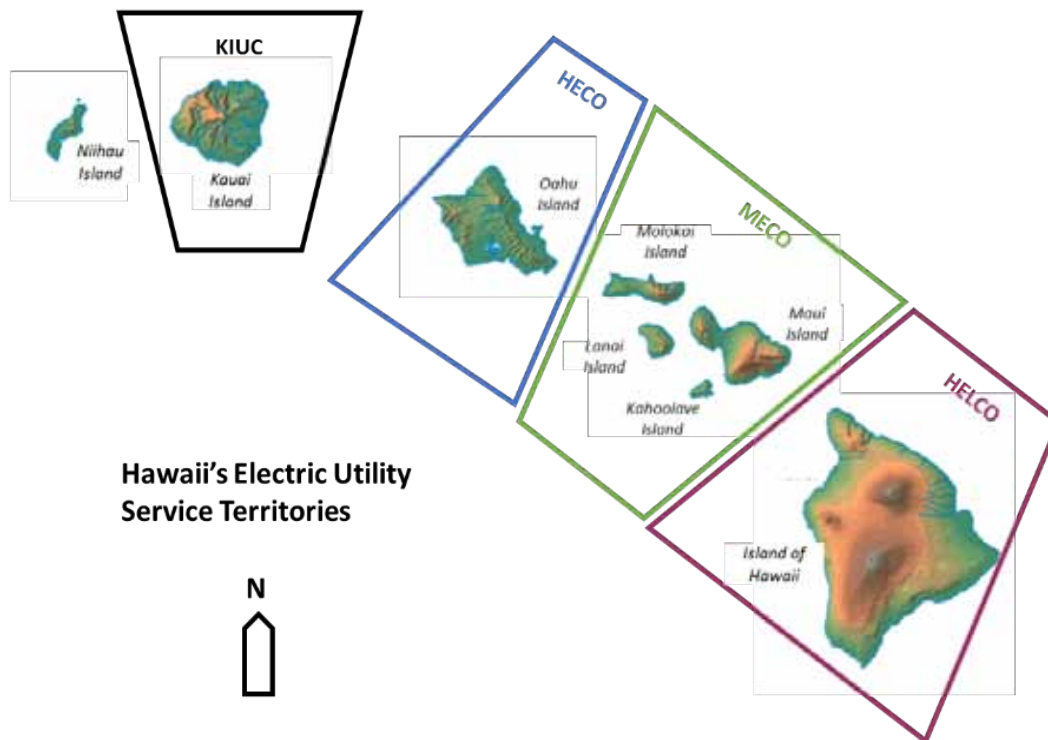 KIUC
Niihau
Island
Kauai
Island
HECO
Oahu
Island
MECO
Molokai
Island
Maui
Island
Lanai
Island
Kahoolave
Island
HELCO
Island of
Hawaii
Hawaii’s Electric Utility
Service Territories
N